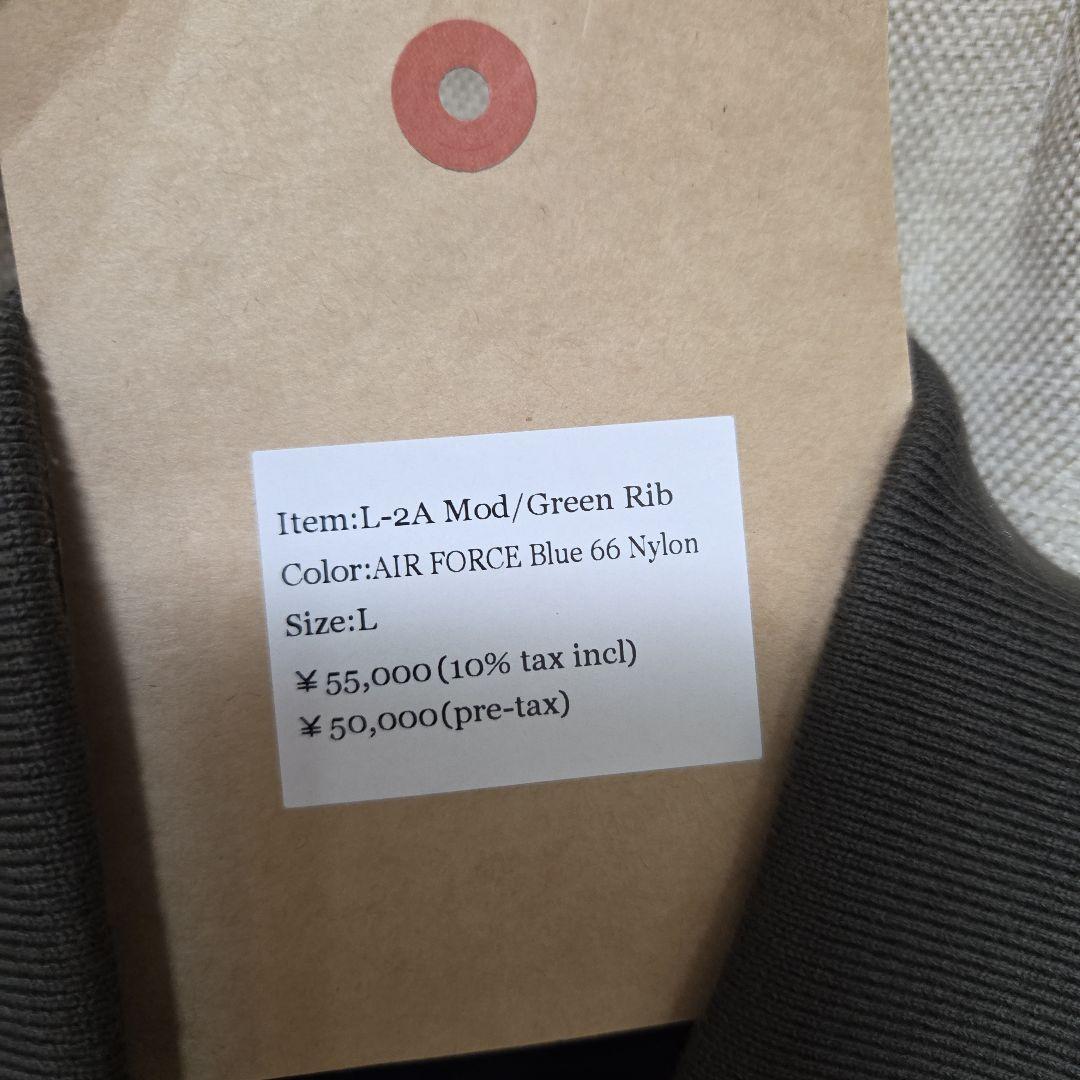 Item:L-2A Mod/Green Rib
Color:AIR FORCE Blue 66 Nylon
Size:L
¥55,000(10% tax incl)
¥50,000(pre-tax)